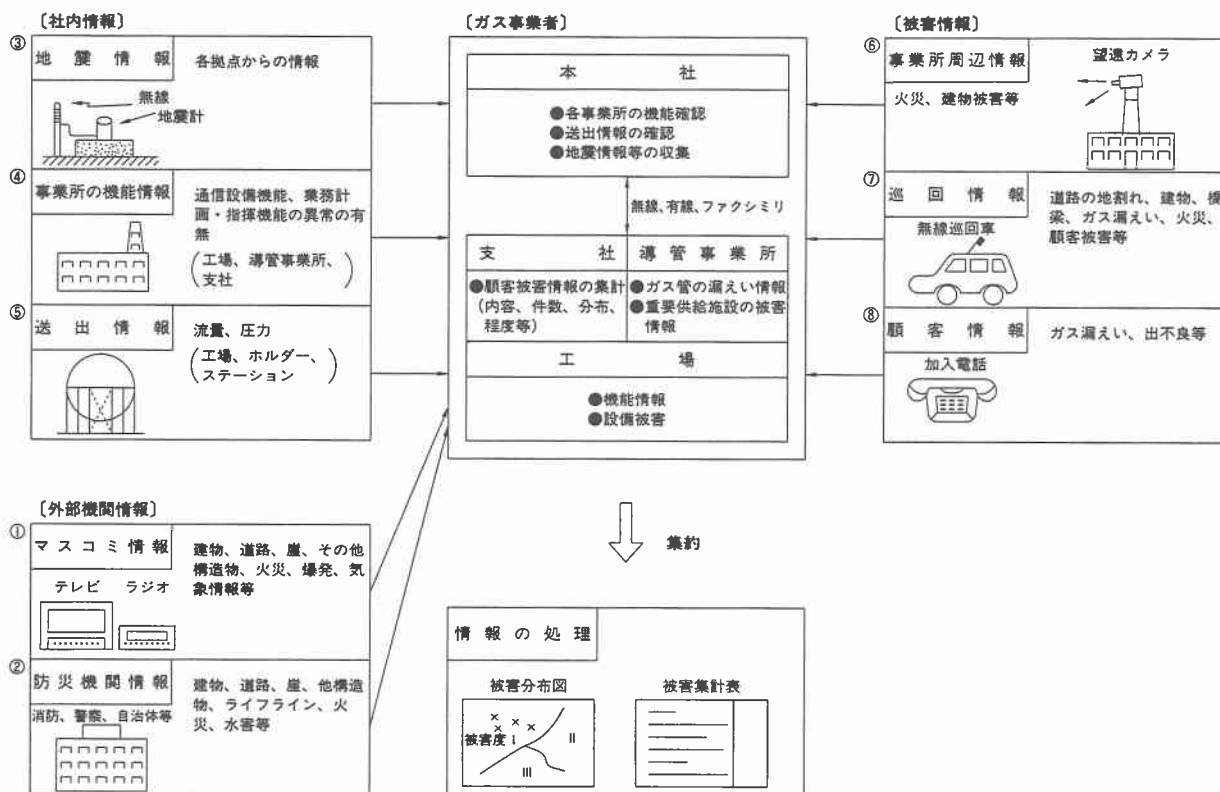 〔社内情報〕
③
地震情報
各拠点からの情報
無線
地震計
④
事業所の機能情報
通信設備機能、業務計
画・指揮機能の異常の有
無
(工場、導管事業所、
支社)
⑤
送出情報
流量、圧力
(工場、ホルダー、
ステーション)
〔外部機関情報〕
①
マスコミ情報
建物、道路、崖、その他
構造物、火災、爆発、気
象情報等
テレビ ラジオ
②
防災機関情報
建物、道路、崖、他構造
物、ライフライン、火
災、水害等
消防、警察、自治体等
〔ガス事業者〕
本社
●各事業所の機能確認
●送出情報の確認
●地震情報等の収集
無線、有線、ファクシミリ
支社
●顧客被害情報の集計
(内容、件数、分布、
程度等)
導管事業所
●ガス管の漏えい情報
●重要供給施設の被害
情報
工場
●機能情報
●設備被害
集約
情報の処理
被害分布図
被害度 I
II
III
被害集計表
〔被害情報〕
⑥
事業所周辺情報
望遠カメラ
火災、建物被害等
⑦
巡回情報
道路の地割れ、建物、橋
梁、ガス漏えい、火災、
顧客被害等
無線巡回車
⑧
顧客情報
ガス漏えい、出不良等
加入電話